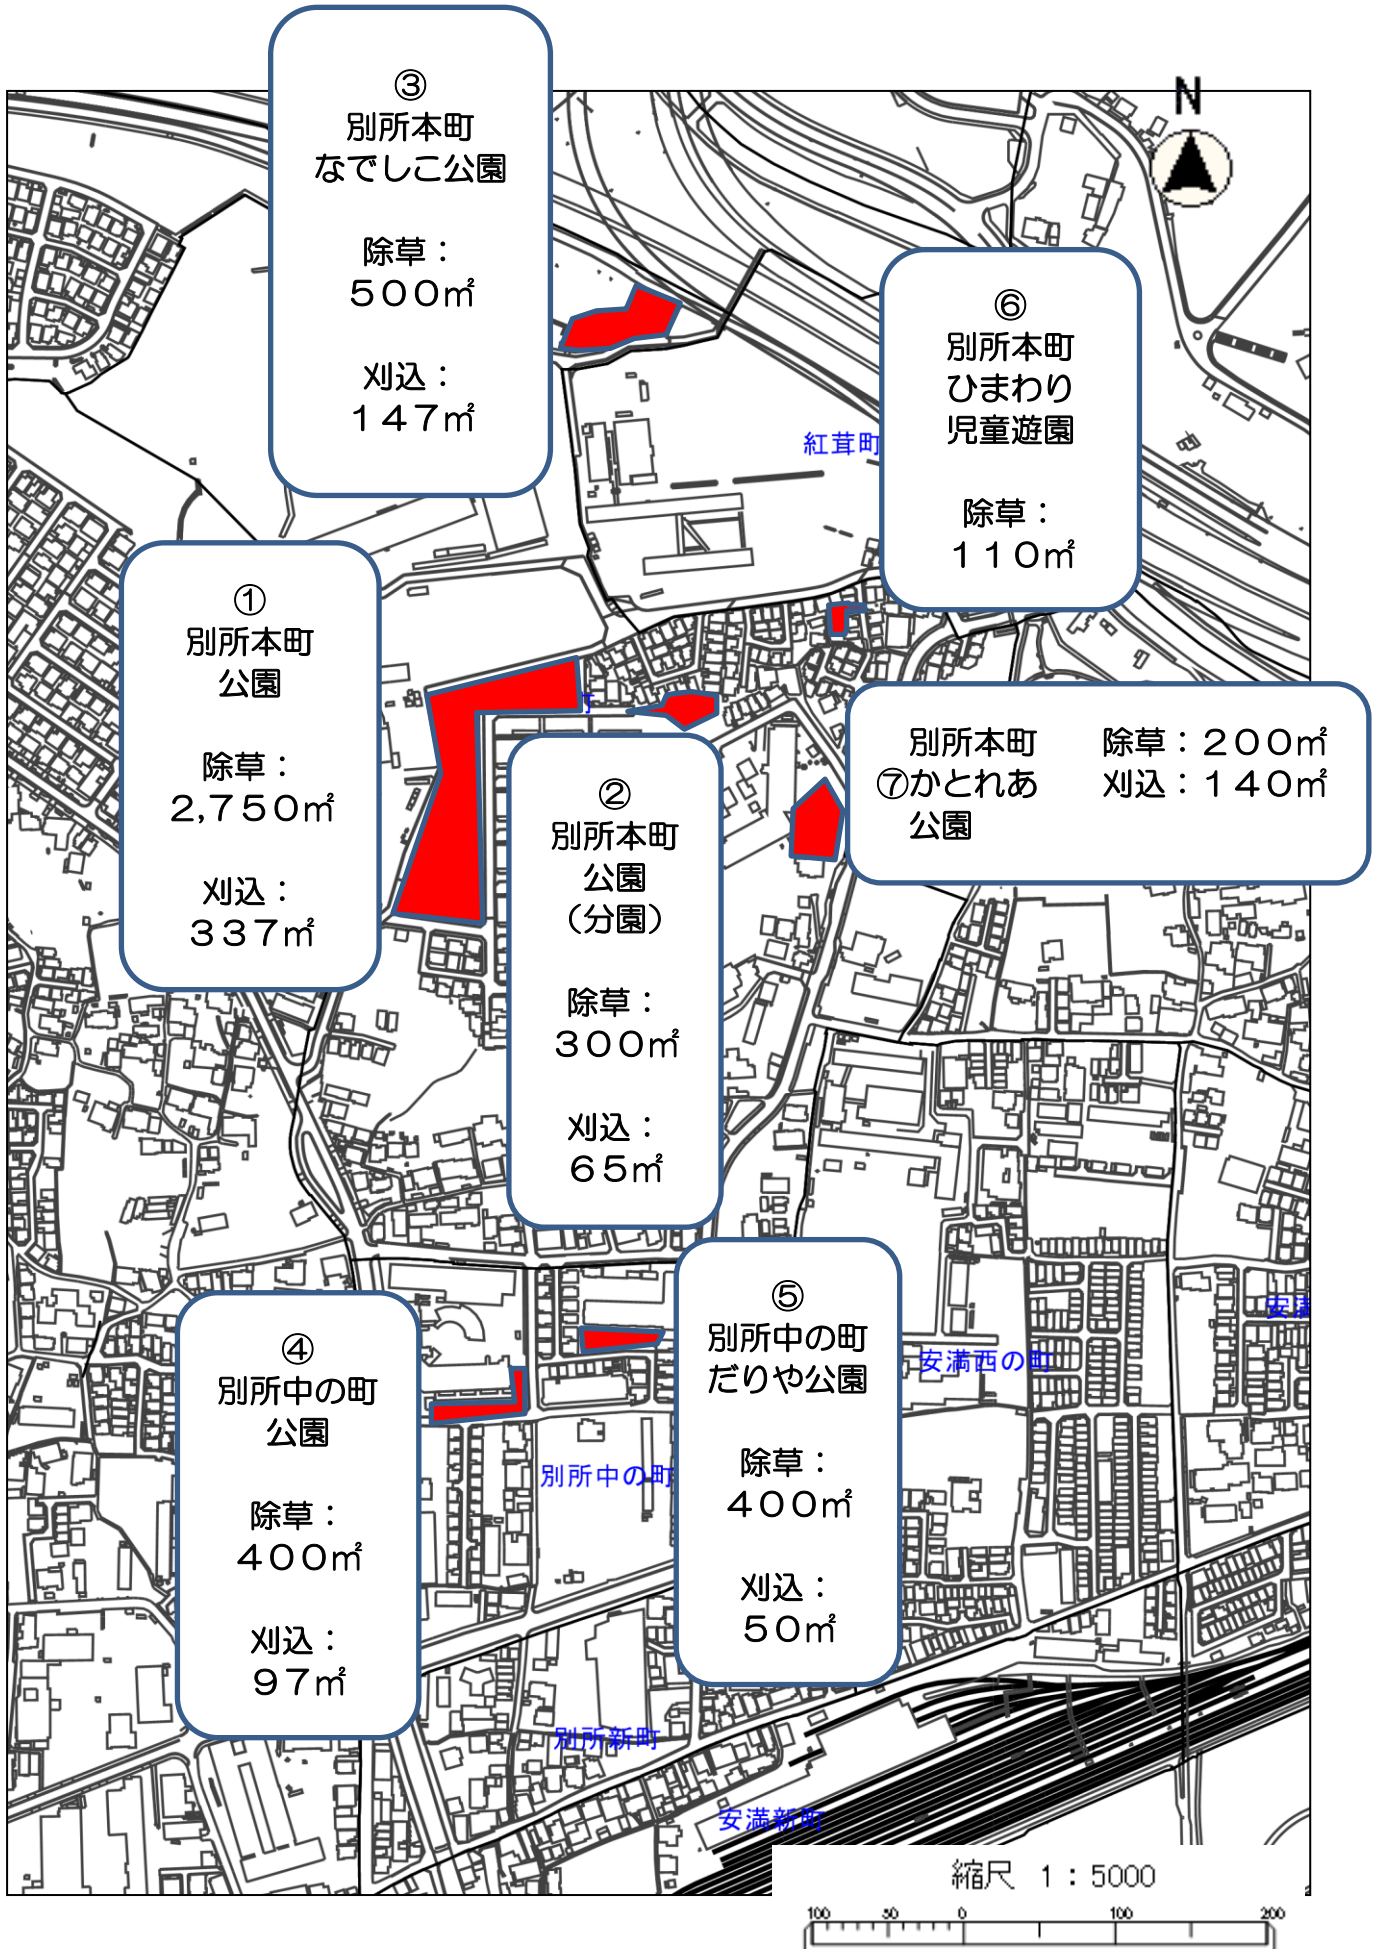 ③
別所本町
なでしこ公園
除草：
５００㎡
刈込：
１４７㎡
N
⑥
別所本町
ひまわり
児童遊園
除草：
１１０㎡
紅茸町
①
別所本町
公園
除草：
２,７５０㎡
刈込：
３３７㎡
②
別所本町
公園
（分園）
除草：
３００㎡
刈込：
６５㎡
別所本町　除草：２００㎡
⑦かとれあ　刈込：１４０㎡
公園
④
別所中の町
公園
除草：
４００㎡
刈込：
９７㎡
⑤
別所中の町
だりや公園
除草：
４００㎡
刈込：
５０㎡
安満西の町
安満
別所中の町
別所新町
安満新町
縮尺 1：5000
100 50 0 100 200